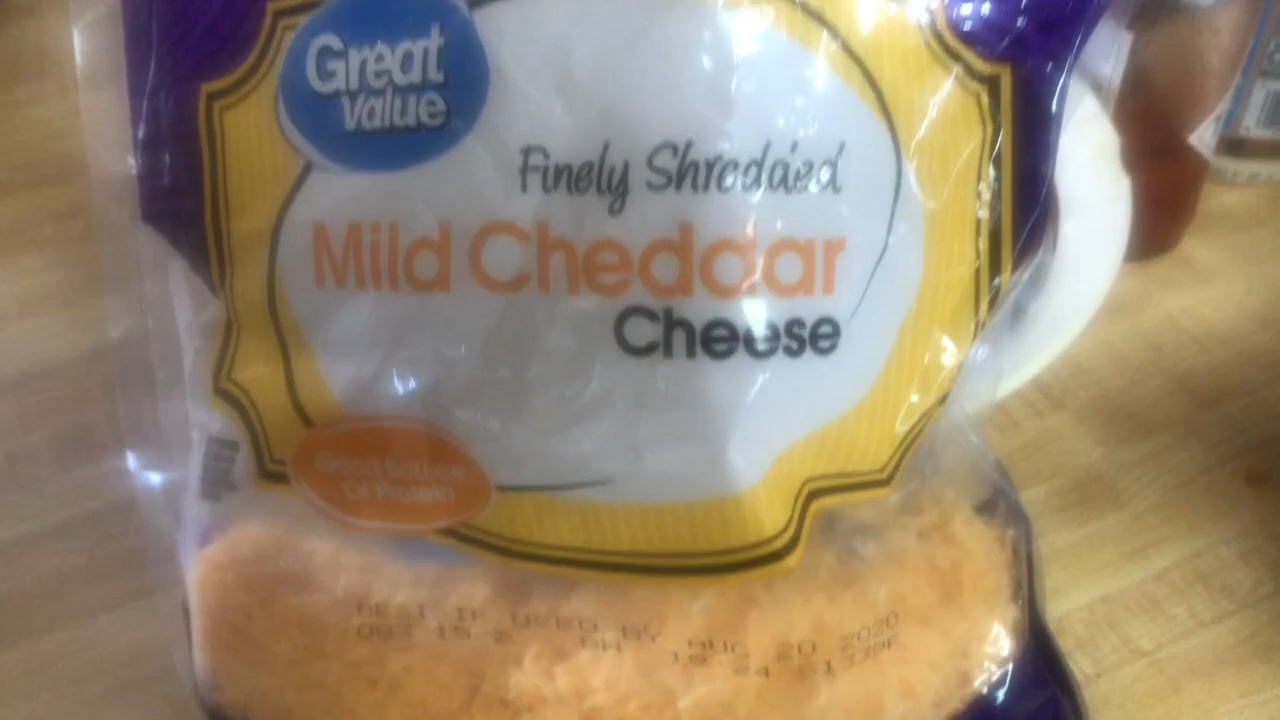 Great
Value
Finely Shredded
Mild Cheddar
Cheese
Good Source
Of Protein
BEST IF USED BY AUG 20 2020